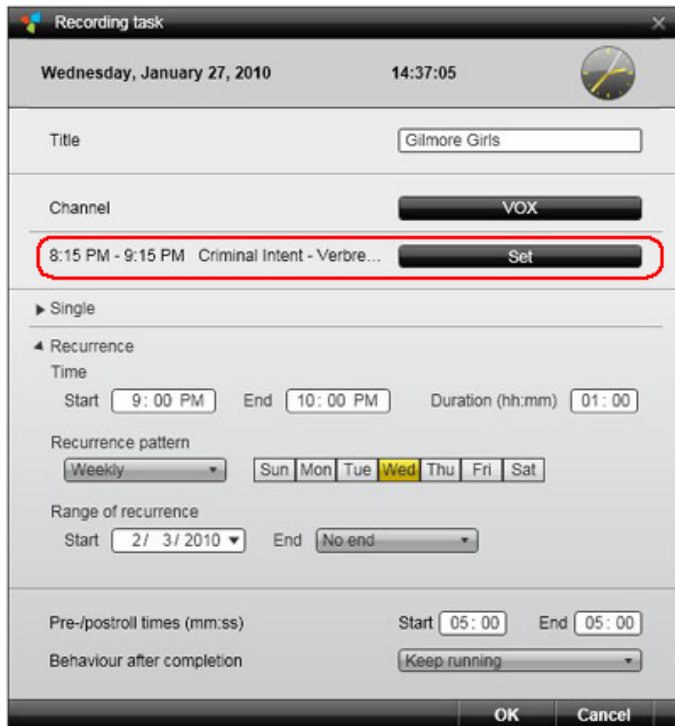 Recording task
Wednesday, January 27, 2010 14:37:05
Title Gilmore Girls
Channel VOX
8:15 PM - 9:15 PM Criminal Intent - Verbre... Set
Single
Recurrence
Time
Start 9:00 PM End 10:00 PM Duration (hh:mm) 01:00
Recurrence pattern
Weekly Sun Mon Tue Wed Thu Fri Sat
Range of recurrence
Start 2/ 3/2010 End No end
Pre-/postroll times (mm:ss) Start 05:00 End 05:00
Behaviour after completion Keep running
OK Cancel